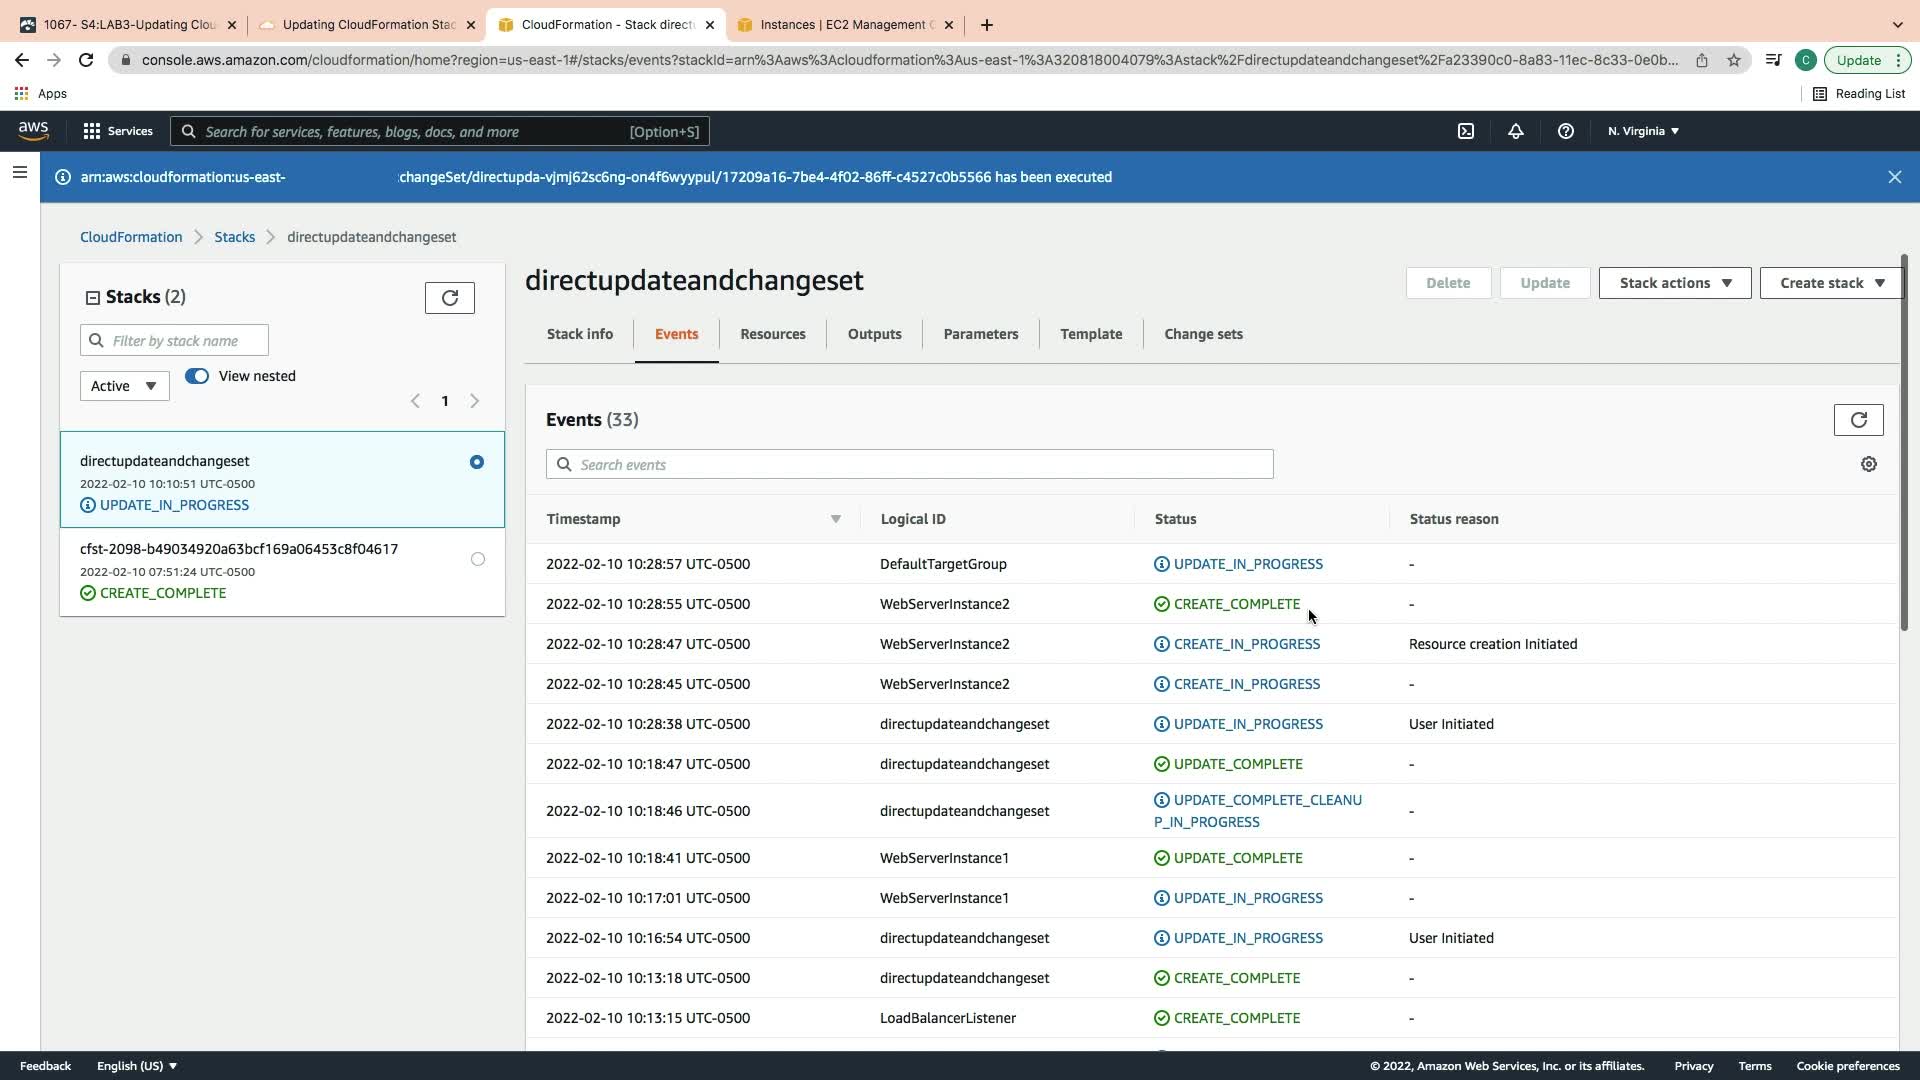 1067- S4:LAB3-Updating Clou
Updating CloudFormation Stac
CloudFormation - Stack direct
Instances | EC2 Management C
console.aws.amazon.com/cloudformation/home?region=us-east-1#/stacks/events?stackId=arn%3Aaws%3Acloudformation%3Aus-east-1%3A320818004079%3Astack%2Fdirectupdateandchangeset%2Fa23390c0-8a83-11ec-8c33-0e0b...
C
Update
Apps
Reading List
aws
Services
Search for services, features, blogs, docs, and more
[Option+S]
N. Virginia
arn:aws:cloudformation:us-east- :changeSet/directupda-vjmj62sc6ng-on4f6wyypul/17209a16-7be4-4f02-86ff-c4527c0b5566 has been executed
CloudFormation > Stacks > directupdateandchangeset
Stacks (2)
Filter by stack name
Active
View nested
1
directupdateandchangeset
2022-02-10 10:10:51 UTC-0500
UPDATE_IN_PROGRESS
cfst-2098-b49034920a63bcf169a06453c8f04617
2022-02-10 07:51:24 UTC-0500
CREATE_COMPLETE
directupdateandchangeset
Delete
Update
Stack actions
Create stack
Stack info
Events
Resources
Outputs
Parameters
Template
Change sets
Events (33)
Search events
Timestamp Logical ID Status Status reason
2022-02-10 10:28:57 UTC-0500 DefaultTargetGroup UPDATE_IN_PROGRESS -
2022-02-10 10:28:55 UTC-0500 WebServerInstance2 CREATE_COMPLETE -
2022-02-10 10:28:47 UTC-0500 WebServerInstance2 CREATE_IN_PROGRESS Resource creation Initiated
2022-02-10 10:28:45 UTC-0500 WebServerInstance2 CREATE_IN_PROGRESS -
2022-02-10 10:28:38 UTC-0500 directupdateandchangeset UPDATE_IN_PROGRESS User Initiated
2022-02-10 10:18:47 UTC-0500 directupdateandchangeset UPDATE_COMPLETE -
2022-02-10 10:18:46 UTC-0500 directupdateandchangeset UPDATE_COMPLETE_CLEANU
P_IN_PROGRESS -
2022-02-10 10:18:41 UTC-0500 WebServerInstance1 UPDATE_COMPLETE -
2022-02-10 10:17:01 UTC-0500 WebServerInstance1 UPDATE_IN_PROGRESS -
2022-02-10 10:16:54 UTC-0500 directupdateandchangeset UPDATE_IN_PROGRESS User Initiated
2022-02-10 10:13:18 UTC-0500 directupdateandchangeset CREATE_COMPLETE -
2022-02-10 10:13:15 UTC-0500 LoadBalancerListener CREATE_COMPLETE -
Feedback
English (US)
© 2022, Amazon Web Services, Inc. or its affiliates.
Privacy
Terms
Cookie preferences